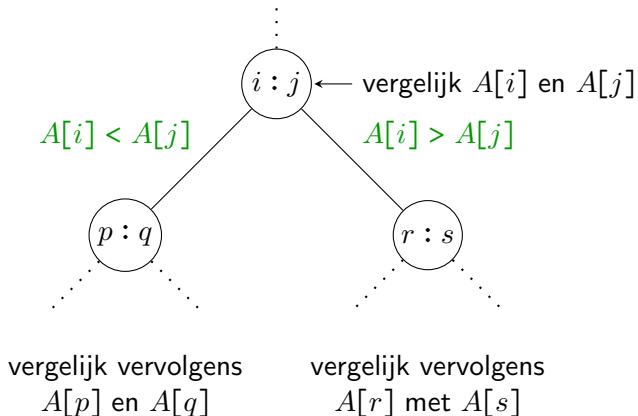 i : j
vergelijk A[i] en A[j]
A[i] < A[j]
A[i] > A[j]
p : q
r : s
vergelijk vervolgens
A[p] en A[q]
vergelijk vervolgens
A[r] met A[s]